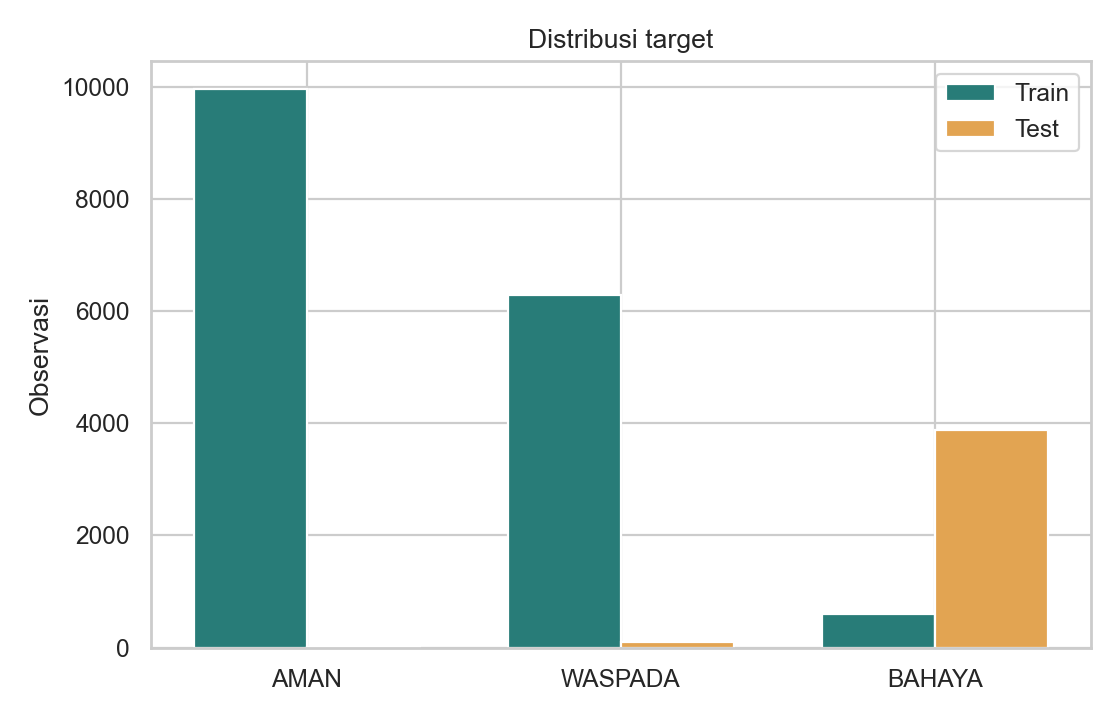 Distribusi target
Train
Test
Observasi
10000
8000
6000
4000
2000
0
AMAN
WASPADA
BAHAYA